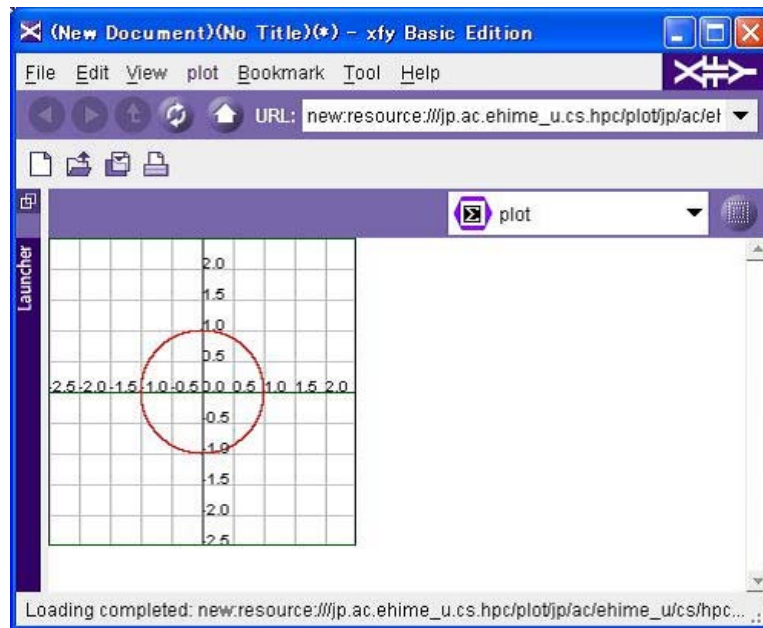 (New Document)(No Title)(*) - xfy Basic Edition
File Edit View plot Bookmark Tool Help
URL: new:resource:///jp.ac.ehime_u.cs.hpc/plot/jp/ac/eh
plot
Launcher
2.0
1.5
1.0
0.5
-2.5 -2.0 -1.5 -1.0 -0.5 0.0 0.5 1.0 1.5 2.0
-0.5
-1.0
-1.5
-2.0
-2.5
Loading completed: new:resource:///jp.ac.ehime_u.cs.hpc/plot/jp/ac/ehime_u/cs/hpc...